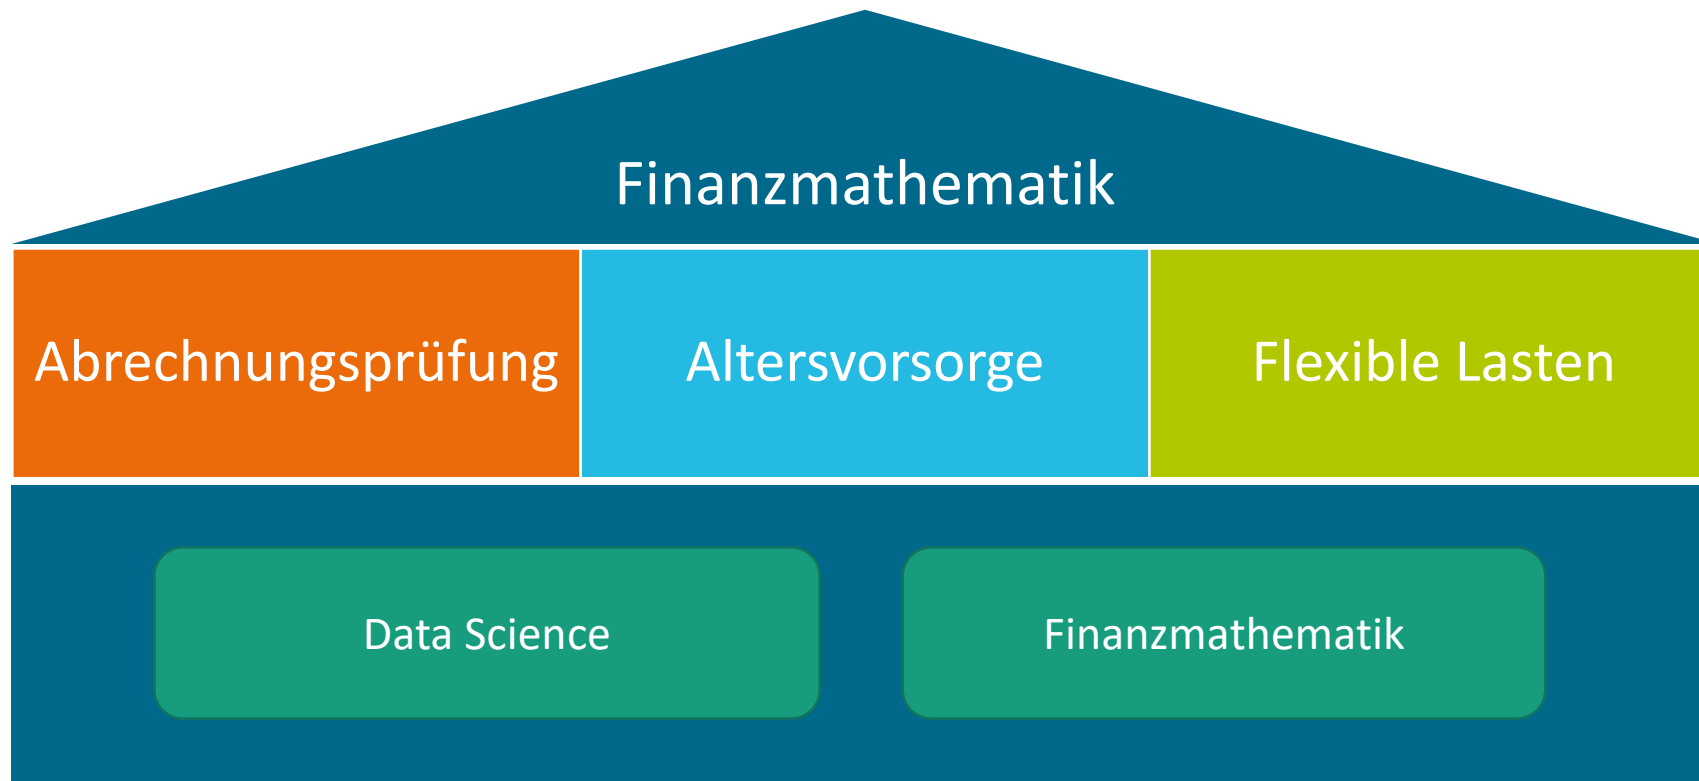 Finanzmathematik
Abrechnungsprüfung
Altersvorsorge
Flexible Lasten
Data Science
Finanzmathematik